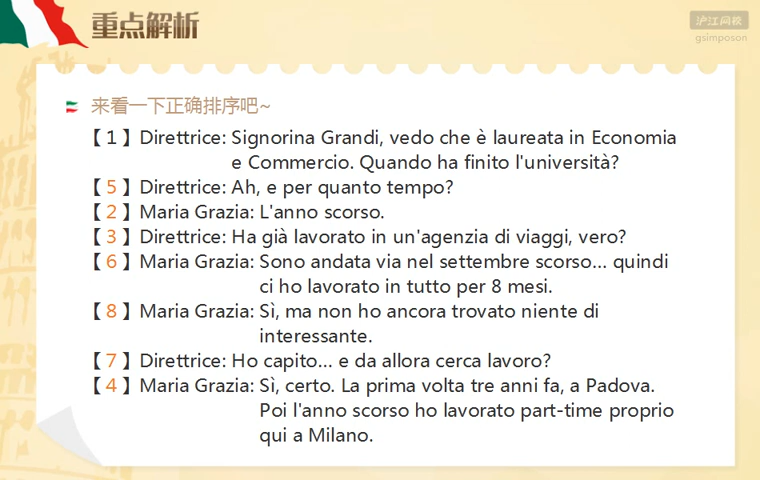 重点解析
沪江网校
gsimposon
来看一下正确排序吧~
【1】Direttrice: Signorina Grandi, vedo che è laureata in Economia
e Commercio. Quando ha finito l'università?
【5】Direttrice: Ah, e per quanto tempo?
【2】Maria Grazia: L'anno scorso.
【3】Direttrice: Ha già lavorato in un'agenzia di viaggi, vero?
【6】Maria Grazia: Sono andata via nel settembre scorso... quindi
ci ho lavorato in tutto per 8 mesi.
【8】Maria Grazia: Sì, ma non ho ancora trovato niente di
interessante.
【7】Direttrice: Ho capito... e da allora cerca lavoro?
【4】Maria Grazia: Sì, certo. La prima volta tre anni fa, a Padova.
Poi l'anno scorso ho lavorato part-time proprio
qui a Milano.